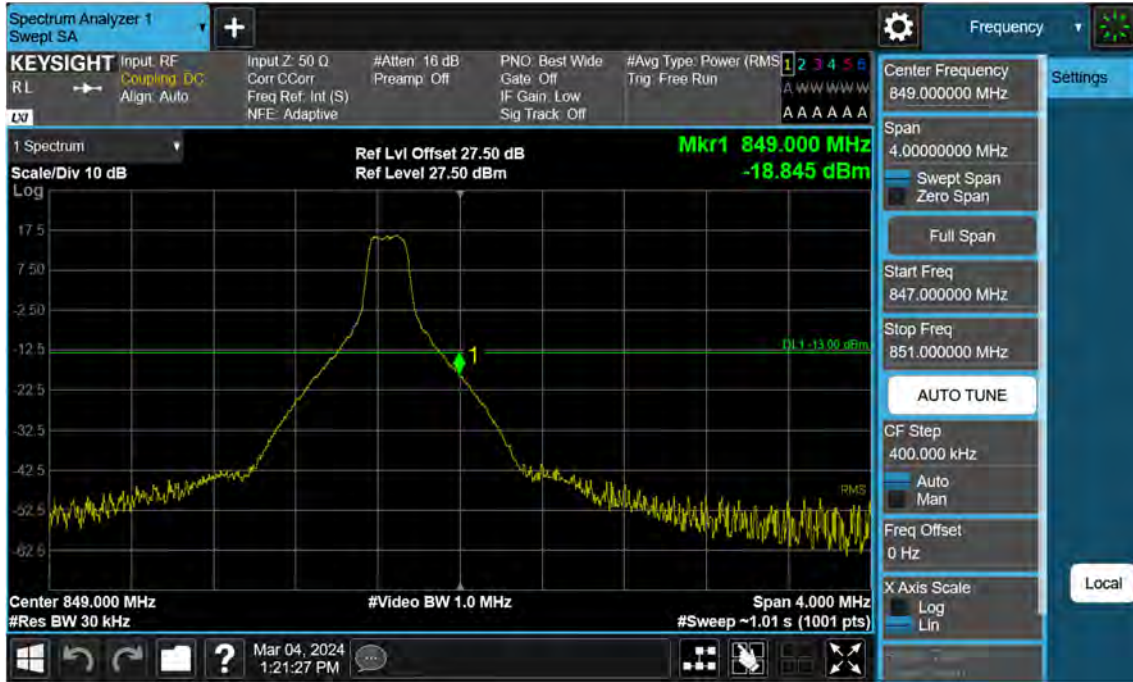 Spectrum Analyzer 1
Swept SA
Frequency
KEYSIGHT
RL
LXI
Input: RF
Coupling: DC
Align: Auto
Input Z: 50 Ω
Corr CCorr
Freq Ref: Int (S)
NFE: Adaptive
#Atten: 16 dB
Preamp: Off
PNO: Best Wide
Gate: Off
IF Gain: Low
Sig Track: Off
#Avg Type: Power (RMS
Trig: Free Run
1 2 3 4 5 6
A W W W W W
A A A A A A
1 Spectrum
Scale/Div 10 dB
Ref Lvl Offset 27.50 dB
Ref Level 27.50 dBm
Mkr1 849.000 MHz
-18.845 dBm
Log
17.5
7.50
-2.50
-12.5
-22.5
-32.5
-42.5
-52.5
-62.5
1
DL1 -13.00 dBm
RMS
Center 849.000 MHz
#Video BW 1.0 MHz
Span 4.000 MHz
#Res BW 30 kHz
#Sweep ~1.01 s (1001 pts)
Center Frequency
849.000000 MHz
Settings
Span
4.00000000 MHz
Swept Span
Zero Span
Full Span
Start Freq
847.000000 MHz
Stop Freq
851.000000 MHz
AUTO TUNE
CF Step
400.000 kHz
Auto
Man
Freq Offset
0 Hz
X Axis Scale
Log
Lin
Local
?
Mar 04, 2024
1:21:27 PM